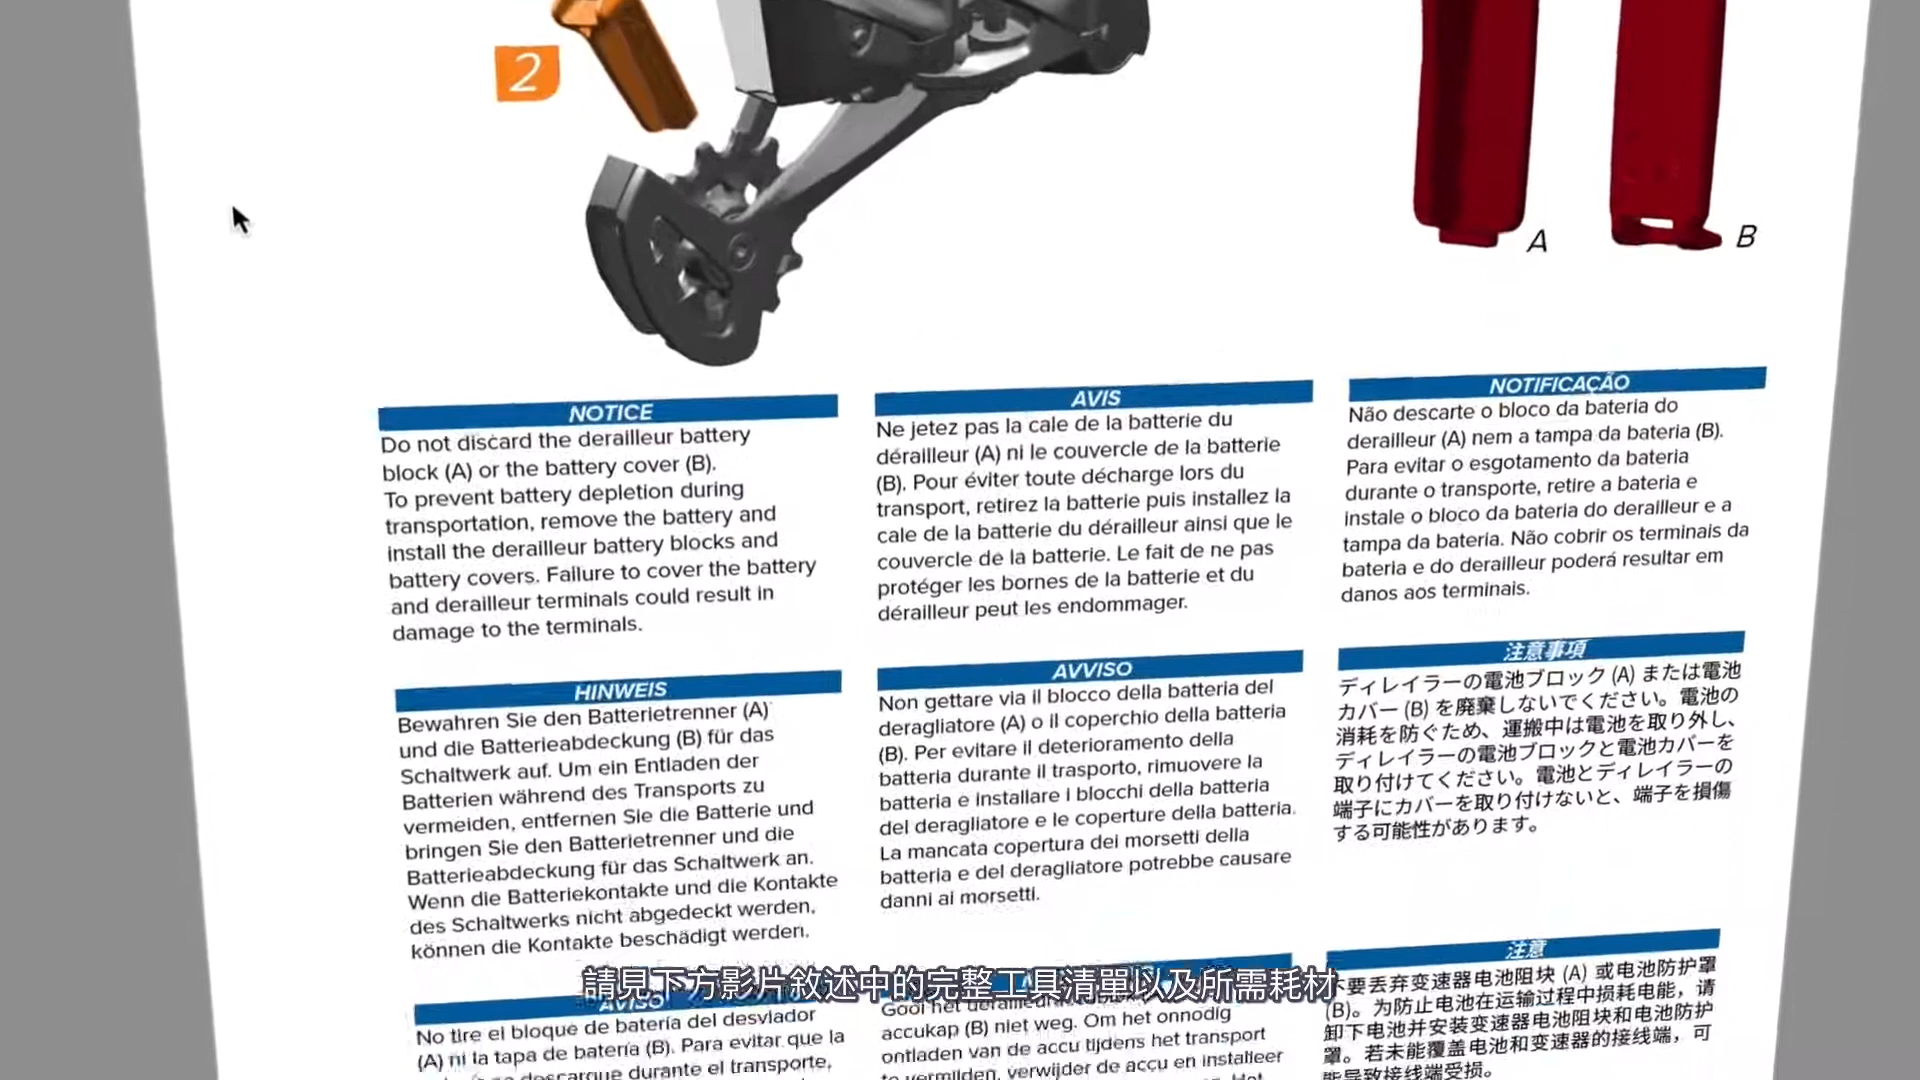 2
A
B
NOTICE
Do not discard the derailleur battery
block (A) or the battery cover (B).
To prevent battery depletion during
transportation, remove the battery and
install the derailleur battery blocks and
battery covers. Failure to cover the battery
and derailleur terminals could result in
damage to the terminals.
AVIS
Ne jetez pas la cale de la batterie du
dérailleur (A) ni le couvercle de la batterie
(B). Pour éviter toute décharge lors du
transport, retirez la batterie puis installez la
cale de la batterie du dérailleur ainsi que le
couvercle de la batterie. Le fait de ne pas
protéger les bornes de la batterie et du
dérailleur peut les endommager.
NOTIFICAÇÃO
Não descarte o bloco da bateria do
derailleur (A) nem a tampa da bateria (B).
Para evitar o esgotamento da bateria
durante o transporte, retire a bateria e
instale o bloco da bateria do derailleur e a
tampa da bateria. Não cobrir os terminais da
bateria e do derailleur poderá resultar em
danos aos terminais.
HINWEIS
Bewahren Sie den Batterietrenner (A)
und die Batterieabdeckung (B) für das
Schaltwerk auf. Um ein Entladen der
Batterien während des Transports zu
vermeiden, entfernen Sie die Batterie und
bringen Sie den Batterietrenner und die
Batterieabdeckung für das Schaltwerk an.
Wenn die Batteriekontakte und die Kontakte
des Schaltwerks nicht abgedeckt werden,
können die Kontakte beschädigt werden.
AVVISO
Non gettare via il blocco della batteria del
deragliatore (A) o il coperchio della batteria
(B). Per evitare il deterioramento della
batteria durante il trasporto, rimuovere la
batteria e installare i blocchi della batteria
del deragliatore e le coperture della batteria.
La mancata copertura dei morsetti della
batteria e del deragliatore potrebbe causare
danni ai morsetti.
注意事項
ディレイラーの電池ブロック (A) または電池
カバー (B) を廃棄しないでください。電池の
消耗を防ぐため、運搬中は電池を取り外し、
ディレイラーの電池ブロックと電池カバーを
取り付けてください。電池とディレイラーの
端子にカバーを取り付けないと、端子を損傷
する可能性があります。
AVISO
No tire el bloque de batería del desviador
(A) ni la tapa de batería (B). Para evitar que la
descargue durante el transporte,
Gooi het
accukap (B) niet weg. Om het onnodig
ontladen van de accu tijdens het transport
te vermijden, verwijder de accu en installeer
注意
要丢弃变速器电池阻块 (A) 或电池防护罩
(B)。为防止电池在运输过程中损耗电能，请
卸下电池并安装变速器电池阻块和电池防护
罩。若未能覆盖电池和变速器的接线端，可
能导致接线端受损。
請見下方影片敘述中的完整工具清單以及所需耗材